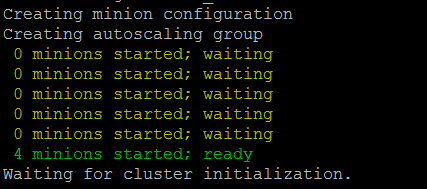 Creating minion configuration
Creating autoscaling group
0 minions started; waiting
0 minions started; waiting
0 minions started; waiting
0 minions started; waiting
0 minions started; waiting
4 minions started; ready
Waiting for cluster initialization.